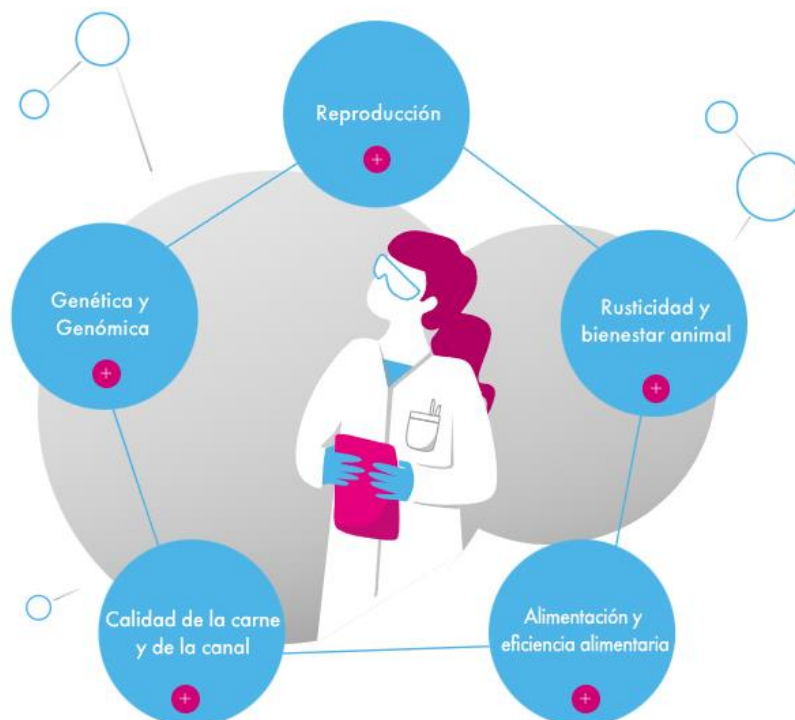 Reproducción
+
Genética y
Genómica
+
Rusticidad y
bienestar animal
+
Calidad de la carne
y de la canal
+
Alimentación y
eficiencia alimentaria
+